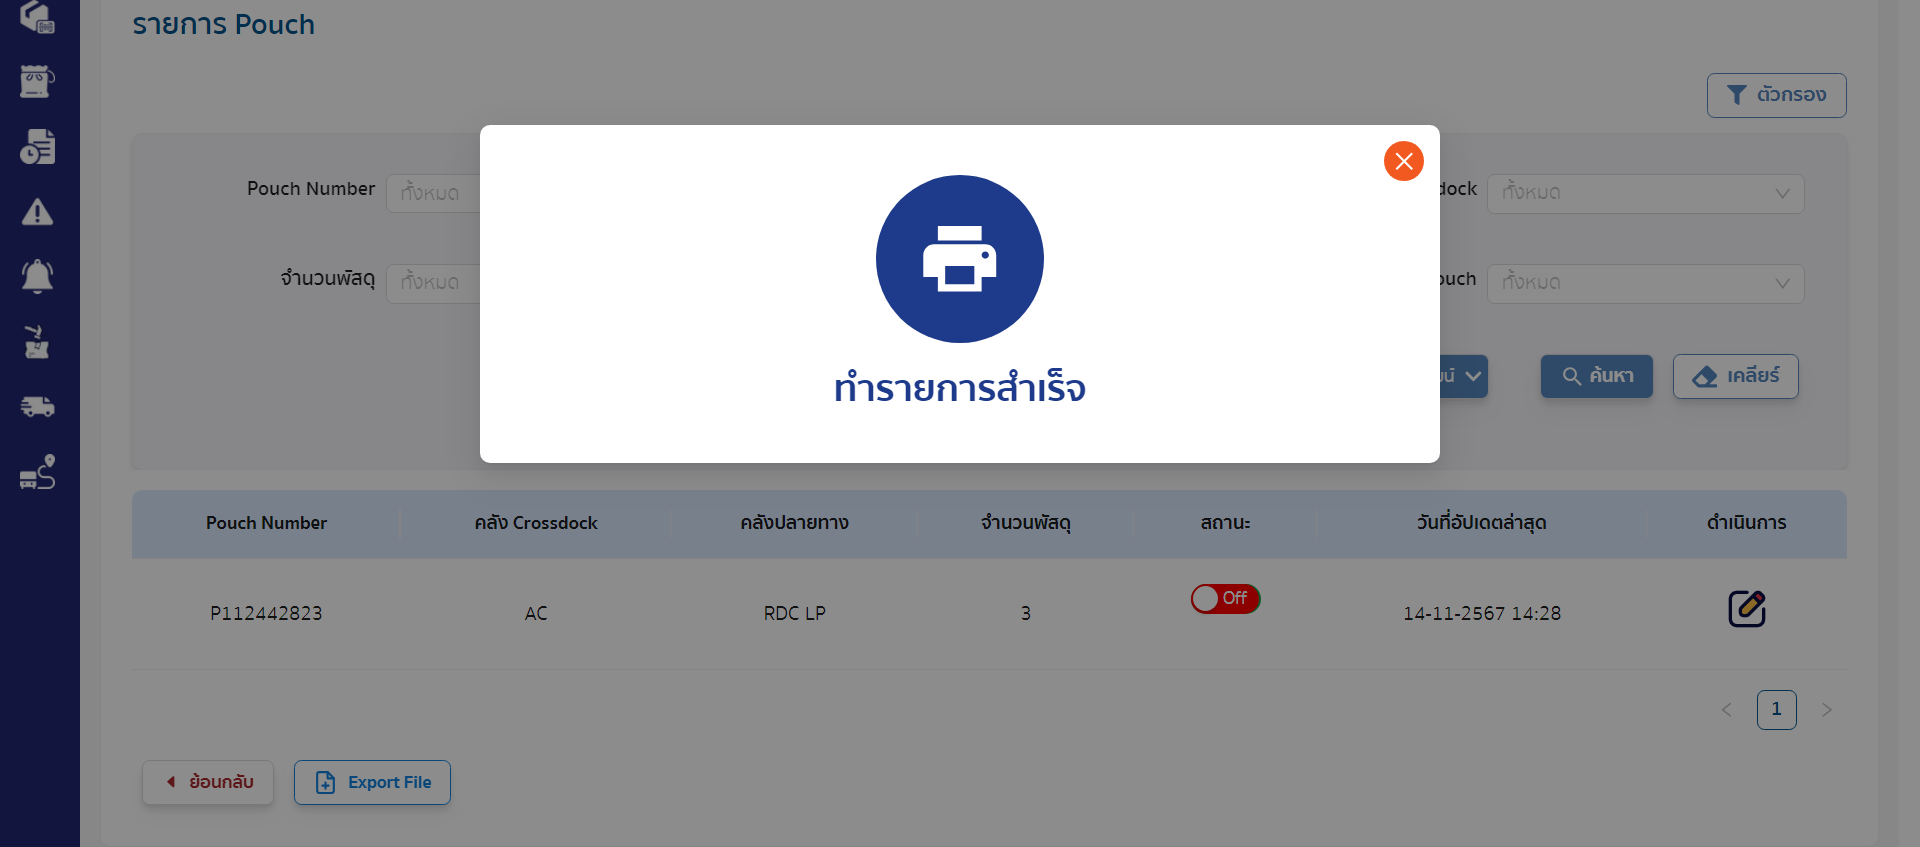 รายการ Pouch
ตัวกรอง
Pouch Number ทั้งหมด
dock ทั้งหมด
จำนวนพัสดุ ทั้งหมด
ouch ทั้งหมด
ทำรายการสำเร็จ
ค้นหา
เคลียร์
Pouch Number คลัง Crossdock คลังปลายทาง จำนวนพัสดุ สถานะ วันที่อัปเดตล่าสุด ดำเนินการ
P112442823 AC RDC LP 3 Off 14-11-2567 14:28
< 1 >
ย้อนกลับ
Export File